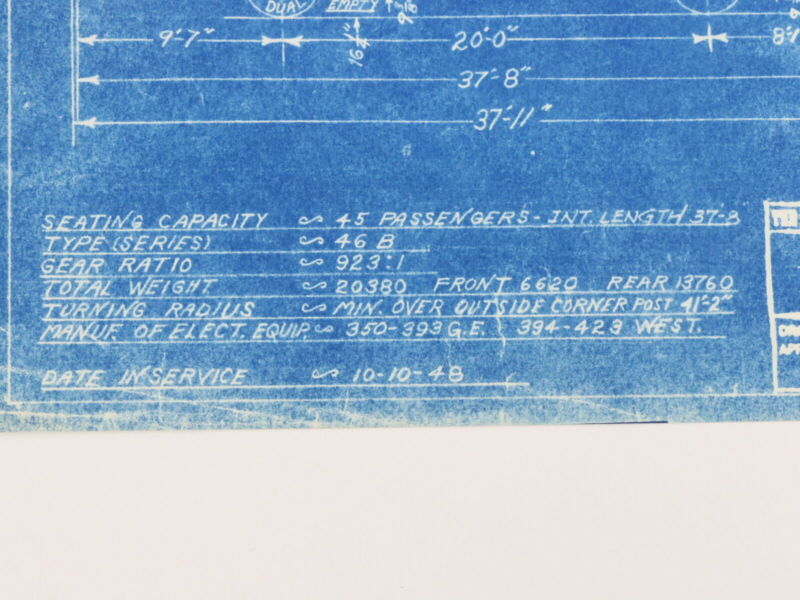 DUAL EMPTY
9'-7" 16¼" 20'-0"
37'-8"
37'-11"
SEATING CAPACITY ~ 45 PASSENGERS - INT. LENGTH 37-8
TYPE (SERIES) ~ 46 B
GEAR RATIO ~ 923:1
TOTAL WEIGHT ~ 20380 FRONT 6620 REAR 13760
TURNING RADIUS ~ MIN. OVER OUTSIDE CORNER POST 41'-2"
MANUF. OF ELECT. EQUIP. ~ 350-393 G.E. 394-423 WEST.
DATE IN SERVICE ~ 10-10-48